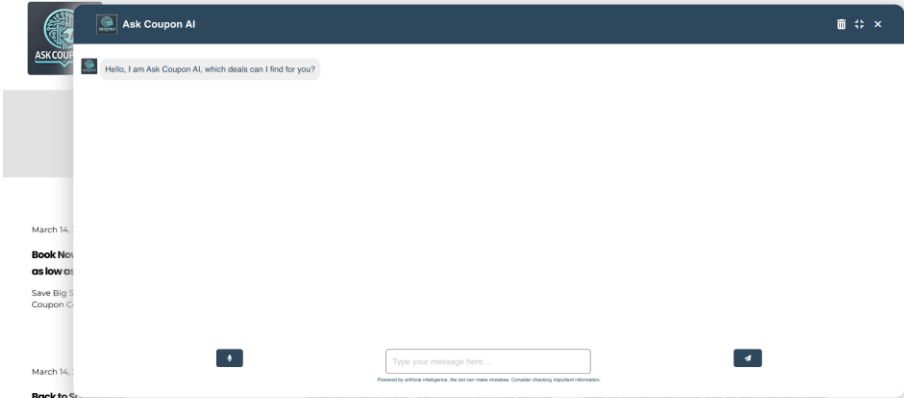 ASK COUP
Ask Coupon AI
Hello, I am Ask Coupon AI, which deals can I find for you?
March 14,
Book Now
as low as
Save Big S
Coupon C
Type your message here...
Powered by artificial intelligence, the bot can make mistakes. Consider checking important information.
March 14,
Back to S